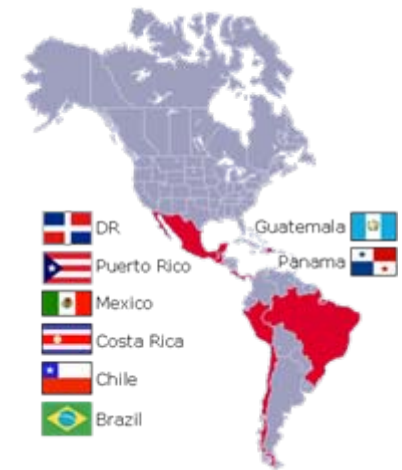 DR
Puerto Rico
Mexico
Costa Rica
Chile
Brazil
Guatemala
Panama